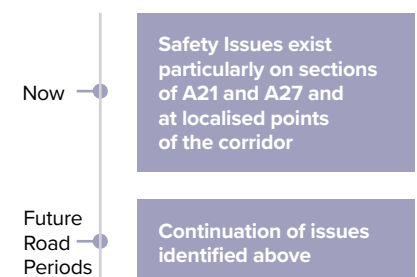 Now
Safety Issues exist
particularly on sections
of A21 and A27 and
at localised points
of the corridor
Future
Road
Periods
Continuation of issues
identified above